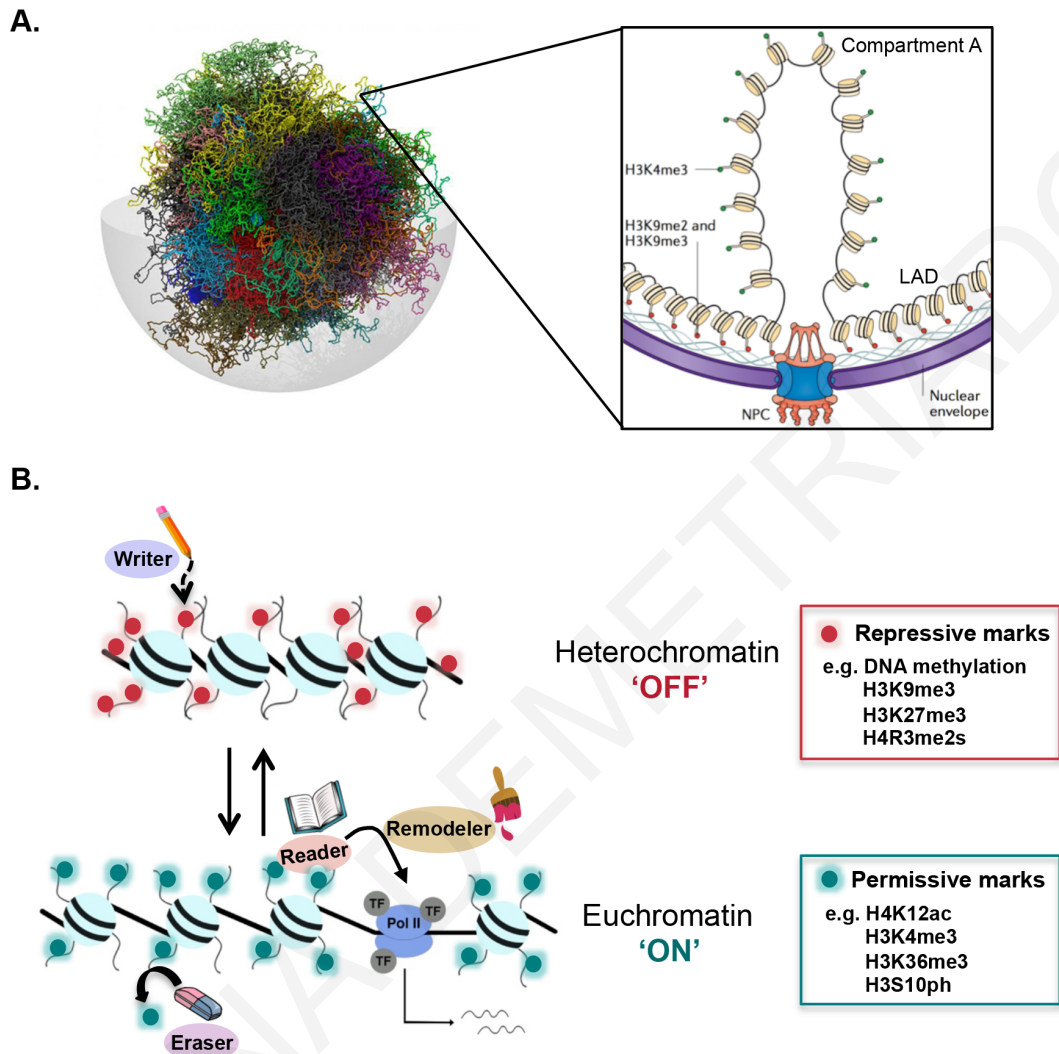 A.
Compartment A
H3K4me3
H3K9me2 and
H3K9me3
LAD
Nuclear
envelope
NPC
B.
Writer
Heterochromatin
‘OFF’
Repressive marks
e.g. DNA methylation
H3K9me3
H3K27me3
H4R3me2s
Reader
Remodeler
TF
TF
Pol II
TF
Euchromatin
‘ON’
Permissive marks
e.g. H4K12ac
H3K4me3
H3K36me3
H3S10ph
Eraser